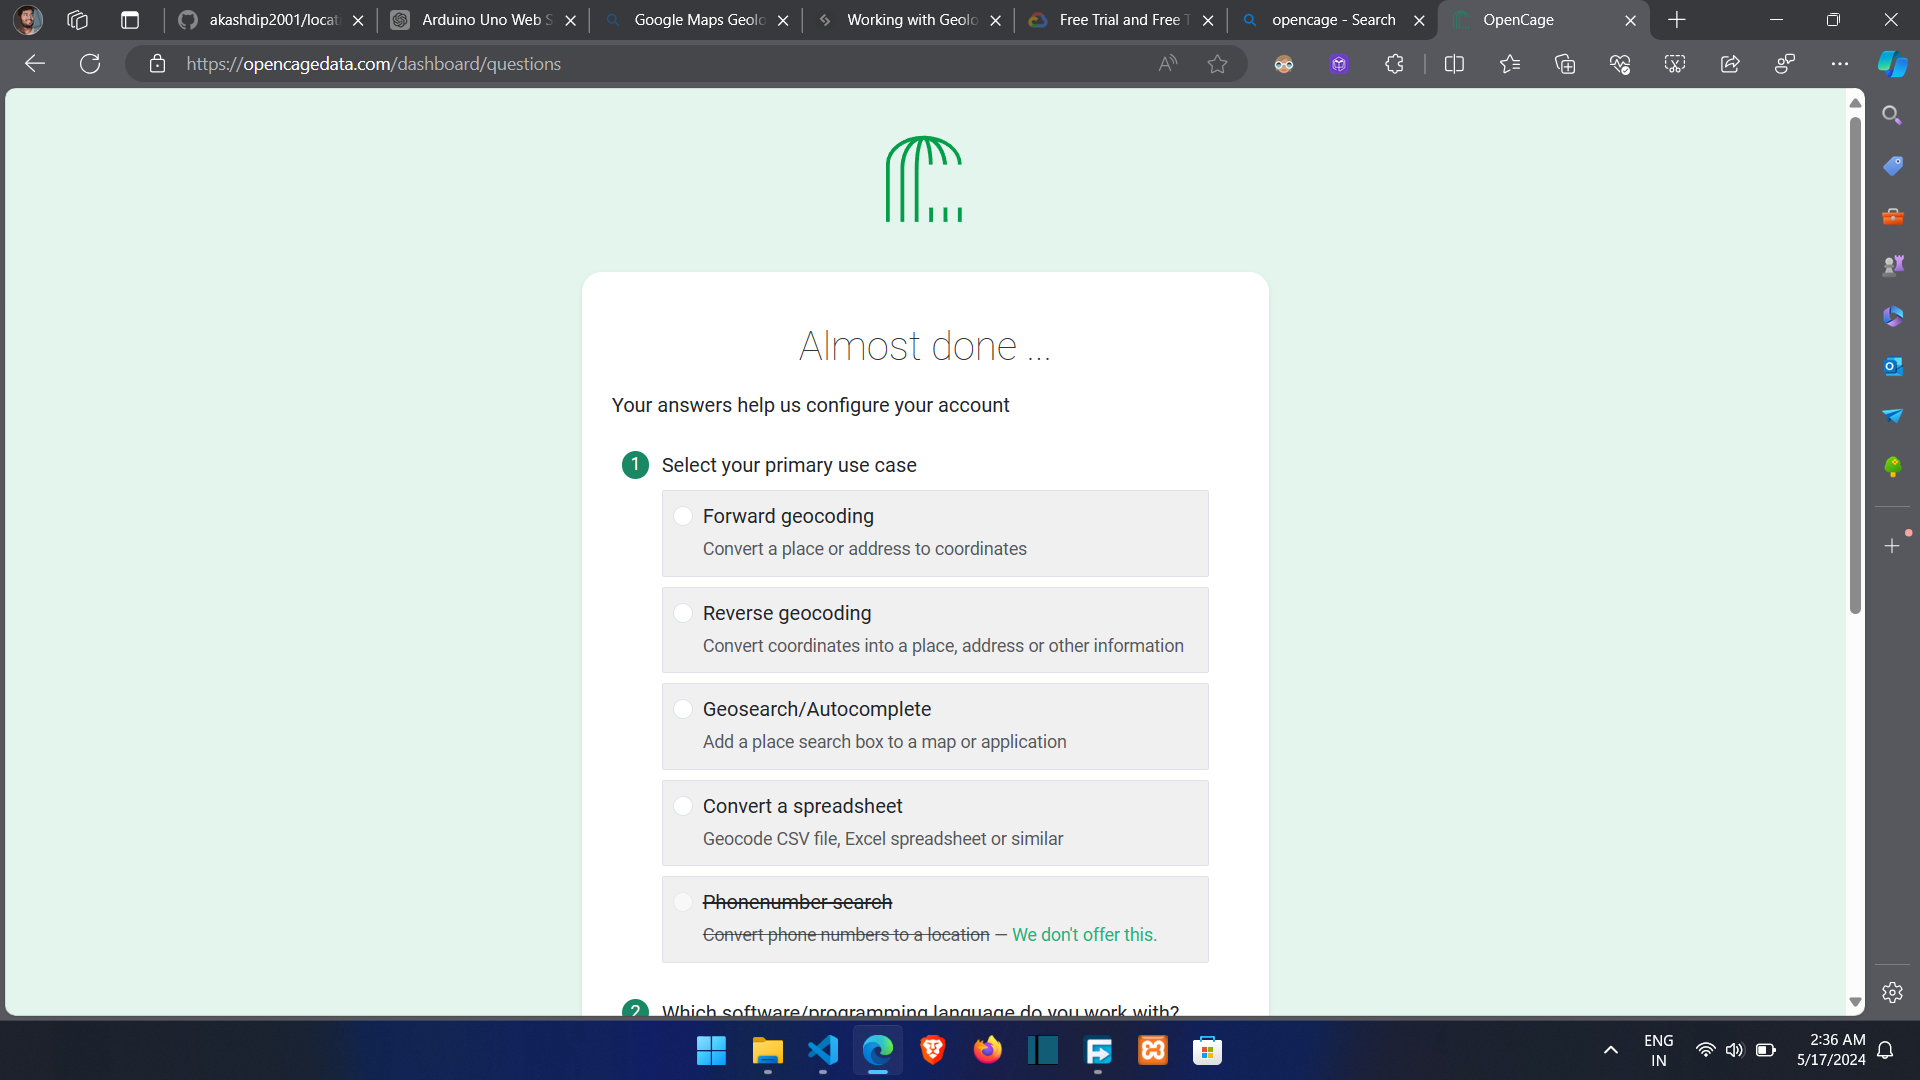 akashdip2001/locat
Arduino Uno Web S
Google Maps Geolo
Working with Geolo
Free Trial and Free T
opencage - Search
OpenCage
https://opencagedata.com/dashboard/questions
Almost done ...
Your answers help us configure your account
1 Select your primary use case
Forward geocoding
Convert a place or address to coordinates
Reverse geocoding
Convert coordinates into a place, address or other information
Geosearch/Autocomplete
Add a place search box to a map or application
Convert a spreadsheet
Geocode CSV file, Excel spreadsheet or similar
Phonenumber search
Convert phone numbers to a location — We don't offer this.
2 Which software/programming language do you work with?
ENG
IN
2:36 AM
5/17/2024